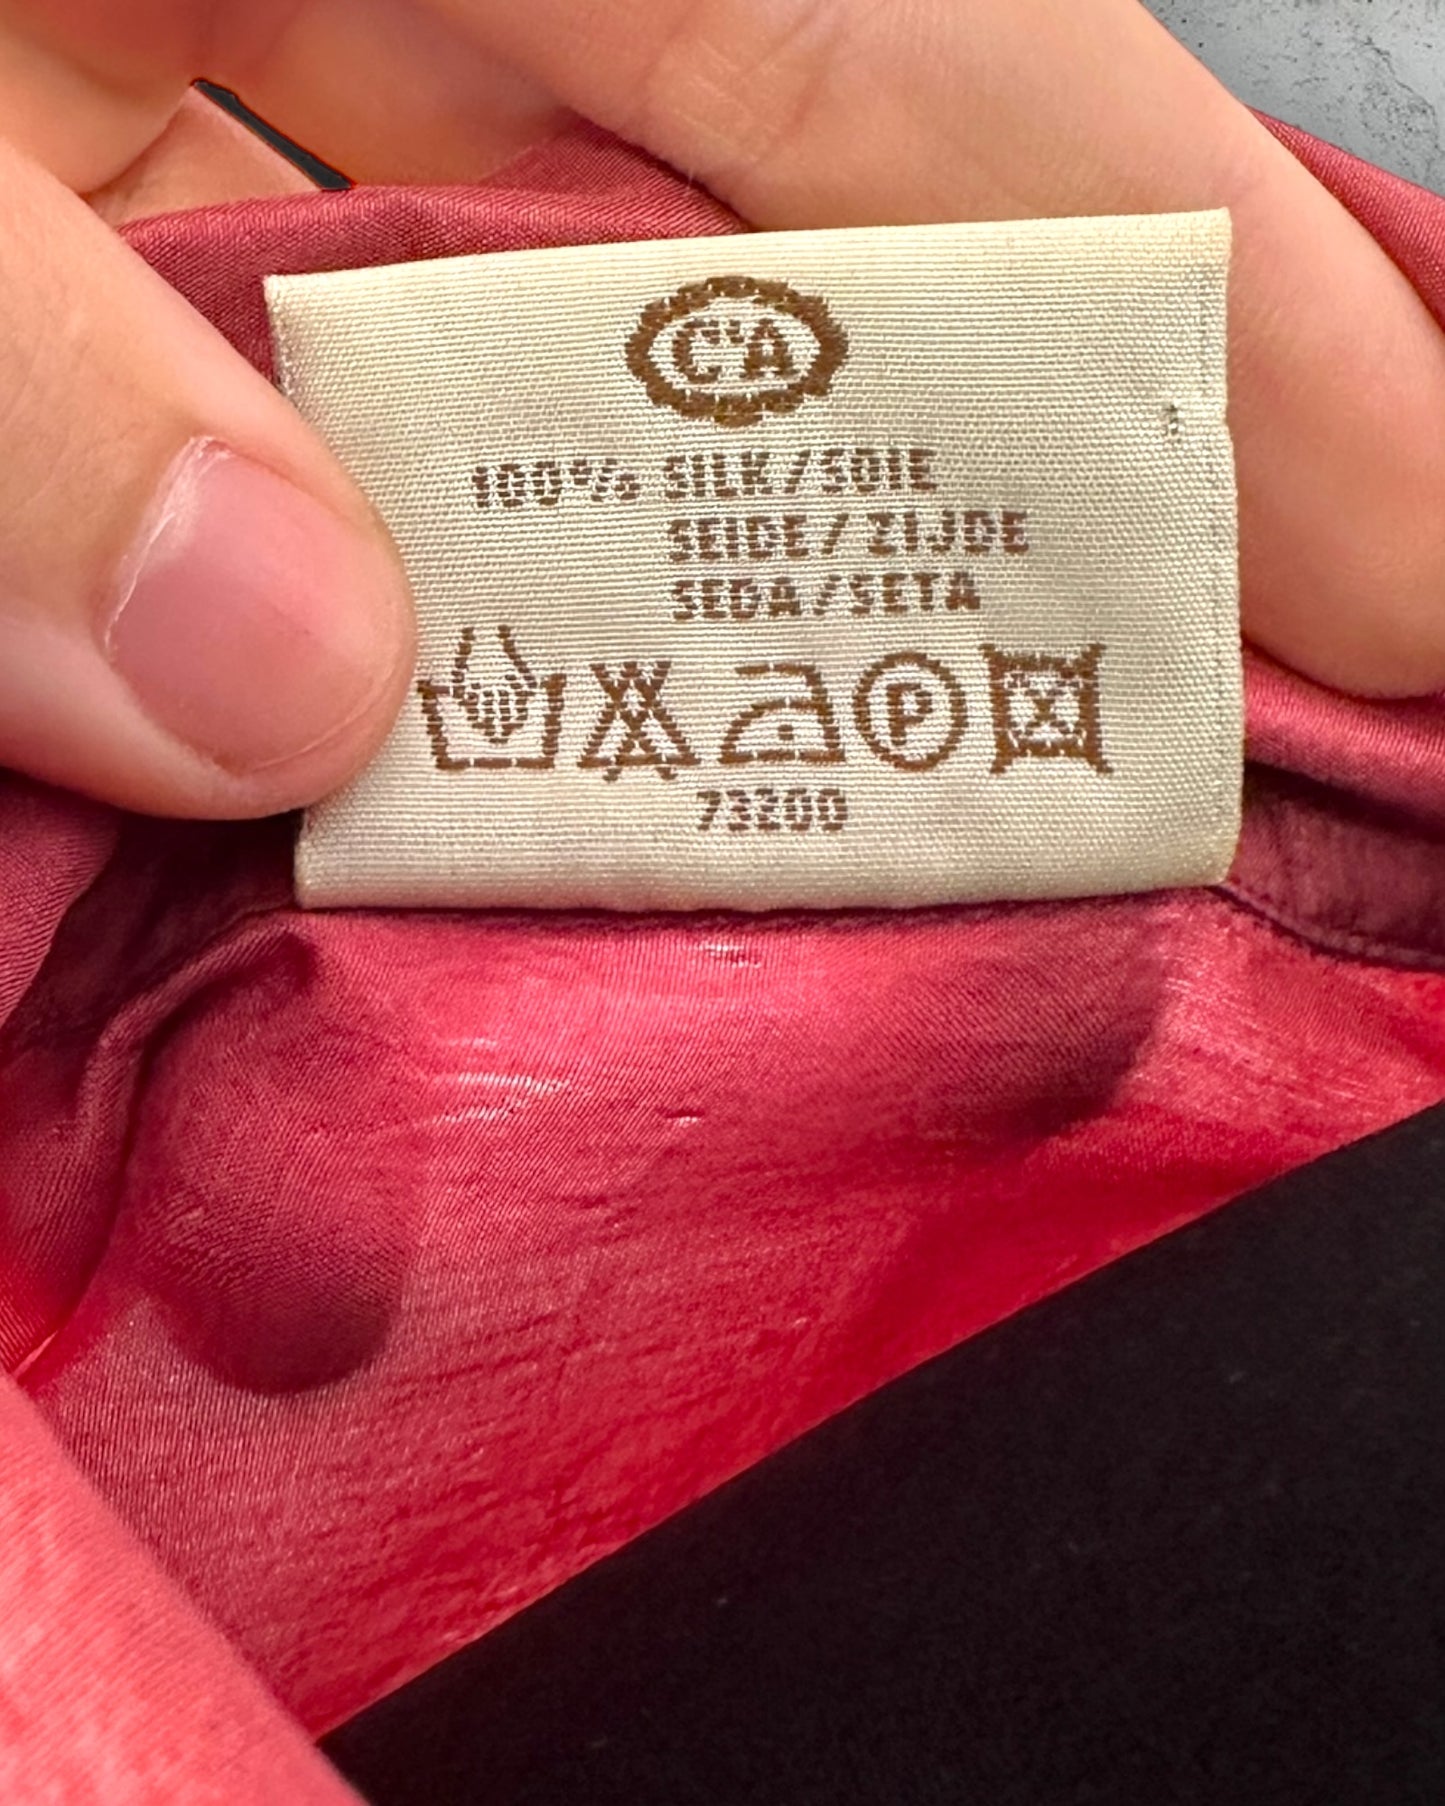 C&A
100% SILK/SOIE
SEIDE/ZIJDE
SEDA/SETA
P
73200